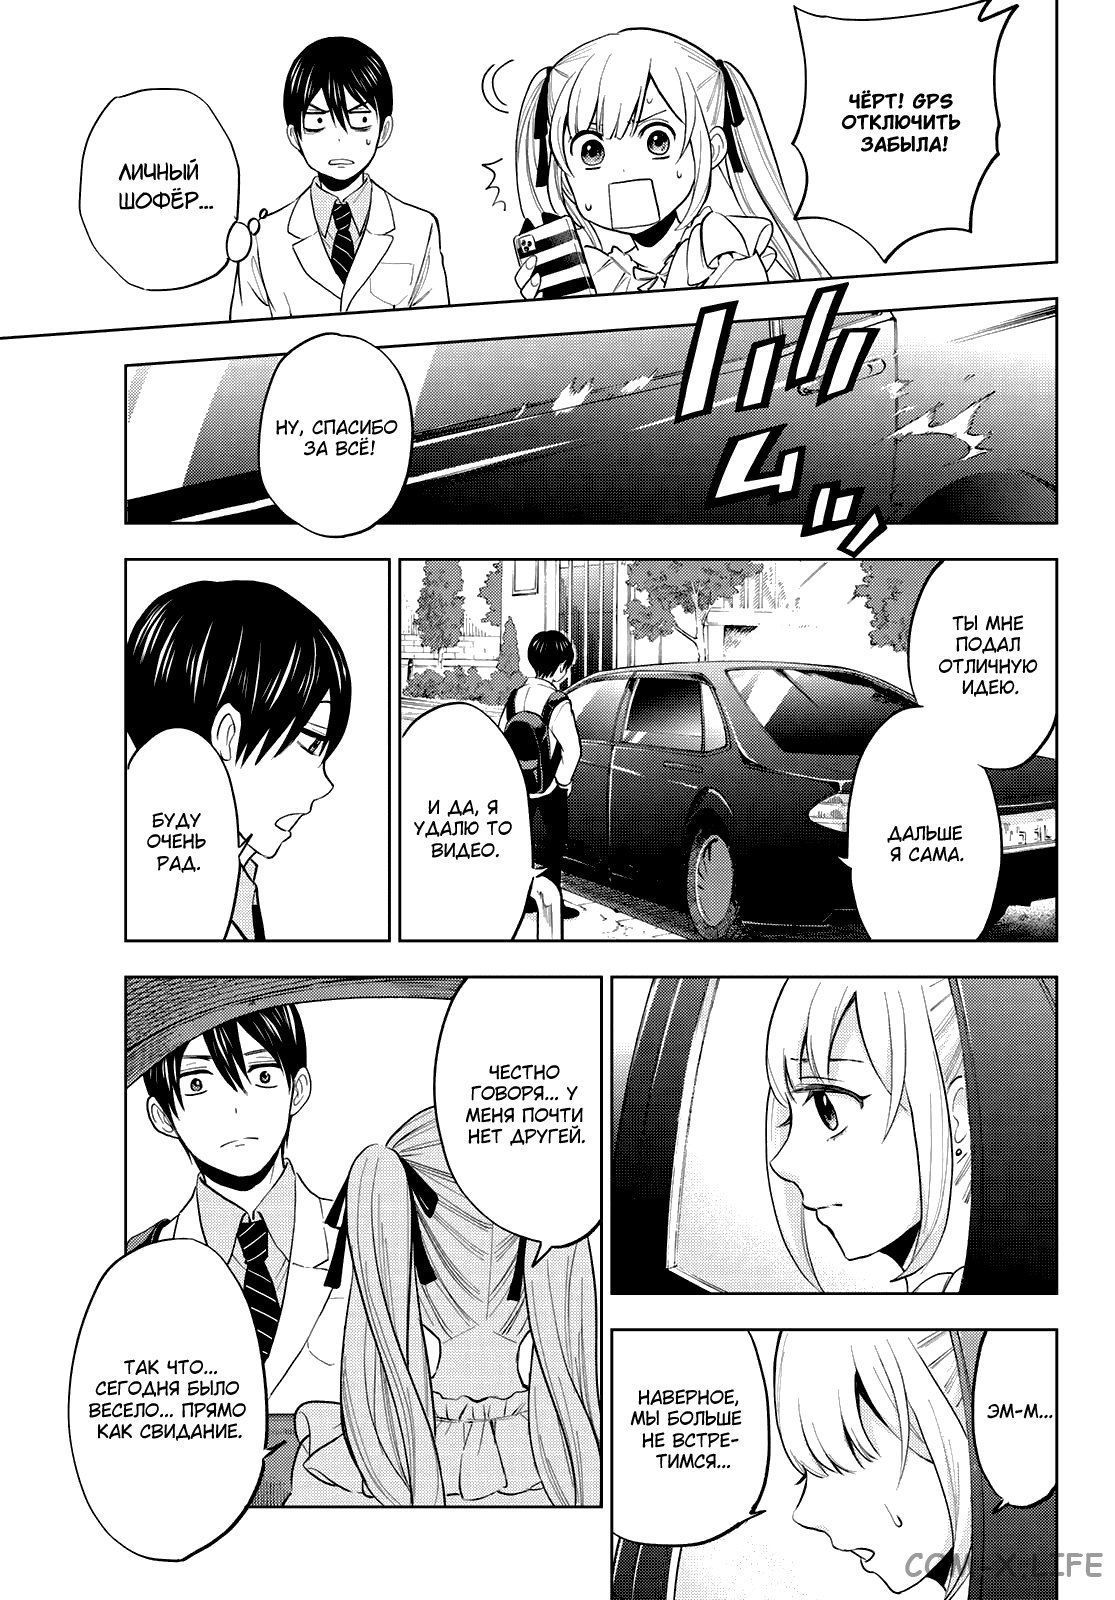 ЧЁРТ! GPS
ОТКЛЮЧИТЬ
ЗАБЫЛА!
ЛИЧНЫЙ
ШОФЁР...
НУ, СПАСИБО
ЗА ВСЁ!
ТЫ МНЕ
ПОДАЛ
ОТЛИЧНУЮ
ИДЕЮ.
ДАЛЬШЕ
Я САМА.
И ДА, Я
УДАЛЮ ТО
ВИДЕО.
БУДУ
ОЧЕНЬ
РАД.
ЭМ-М...
НАВЕРНОЕ,
МЫ БОЛЬШЕ
НЕ ВСТРЕ-
ТИМСЯ...
ЧЕСТНО
ГОВОРЯ... У
МЕНЯ ПОЧТИ
НЕТ ДРУГЕЙ.
ТАК ЧТО...
СЕГОДНЯ БЫЛО
ВЕСЕЛО... ПРЯМО
КАК СВИДАНИЕ.
COM-X.LIFE